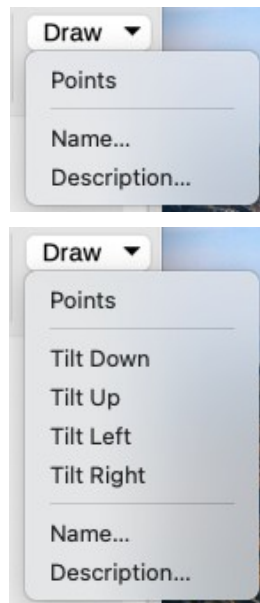 Draw
Points
Name...
Description...
Draw
Points
Tilt Down
Tilt Up
Tilt Left
Tilt Right
Name...
Description...